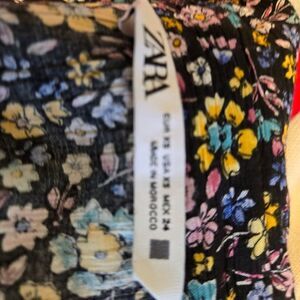 ZARA
EUR XS USA XS MEX 24
MADE IN MOROCCO